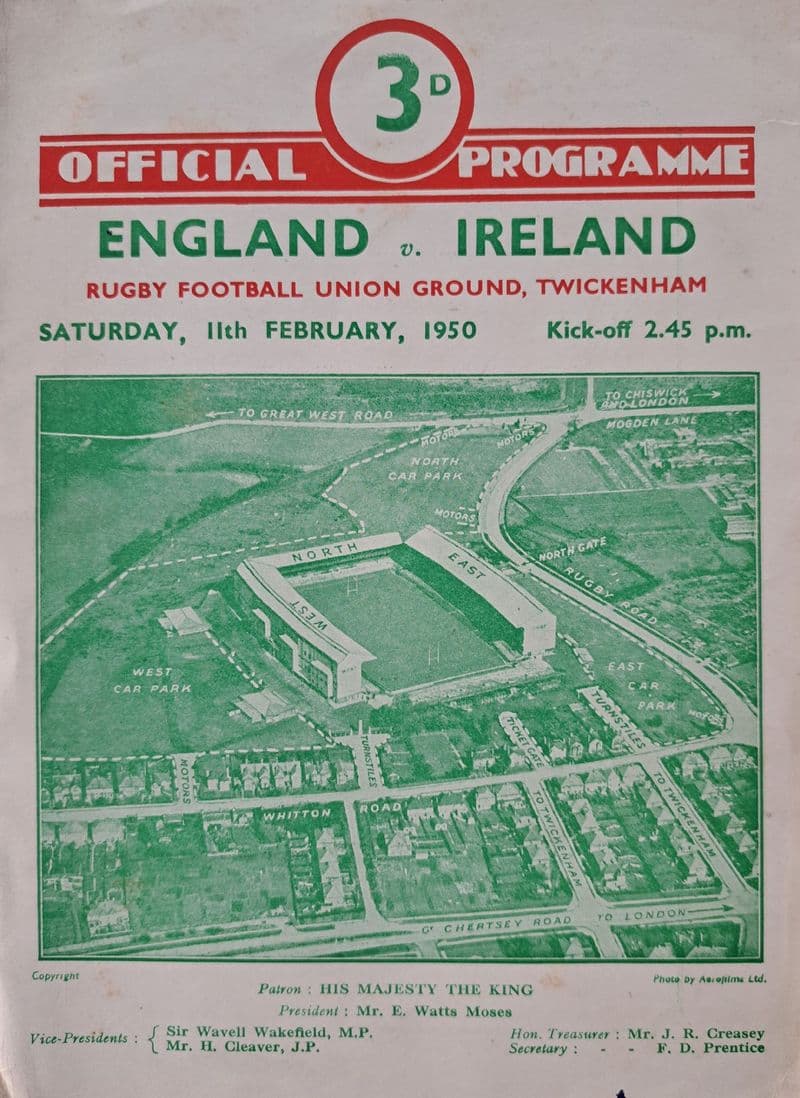 3D
OFFICIAL PROGRAMME
ENGLAND v. IRELAND
RUGBY FOOTBALL UNION GROUND, TWICKENHAM
SATURDAY, 11th FEBRUARY, 1950 Kick-off 2.45 p.m.
TO GREAT WEST ROAD
TO CHISWICK
AND LONDON
MOGDEN LANE
MOTORS
MOTORS
NORTH
CAR PARK
MOTORS
NORTH GATE
RUGBY ROAD
NORTH
EAST
WEST
WEST
CAR PARK
EAST
CAR
PARK
MOTORS
TURNSTILES
TICKET GATE
TURNSTILES
MOTORS
WHITTON ROAD
TO TWICKENHAM
TO TWICKENHAM
GT CHERTSEY ROAD TO LONDON
Copyright
Photo by Aerofilms Ltd.
Patron : HIS MAJESTY THE KING
President : Mr. E. Watts Moses
Vice-Presidents : { Sir Wavell Wakefield, M.P.
Mr. H. Cleaver, J.P.
Hon. Treasurer : Mr. J. R. Creasey
Secretary : - - F. D. Prentice